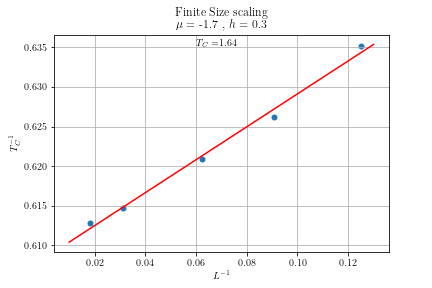 Finite Size scaling
μ = -1.7 , h = 0.3
T_C =1.64
0.635
0.630
0.625
0.620
0.615
0.610
T_C^{-1}
0.02 0.04 0.06 0.08 0.10 0.12
L^{-1}